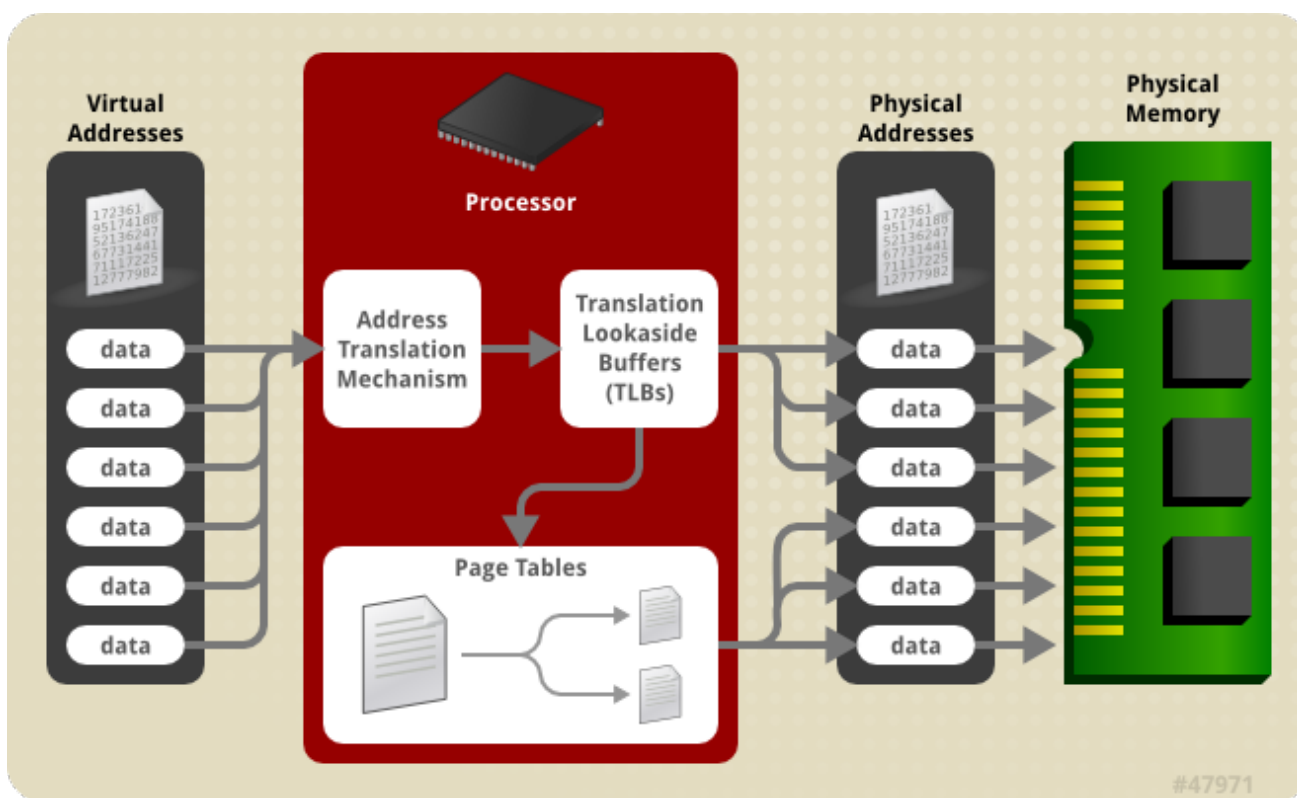 Virtual
Addresses
172361
95174188
52136247
67731441
71117225
12777982
data
data
data
data
data
data
Processor
Address
Translation
Mechanism
Translation
Lookaside
Buffers
(TLBs)
Page Tables
Physical
Addresses
172361
95174188
52136247
67731441
71117225
12777982
data
data
data
data
data
data
Physical
Memory
#47971